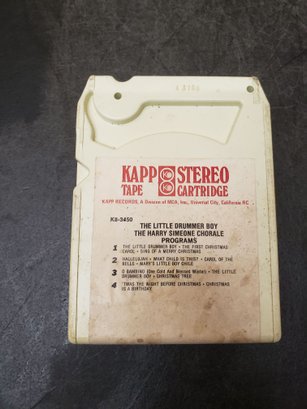 KAPP STEREO
TAPE CARTRIDGE
KAPP RECORDS, A Division of MCA, Inc., Universal City, California RC
K8-3450
THE LITTLE DRUMMER BOY
THE HARRY SIMEONE CHORALE
PROGRAMS
1 THE LITTLE DRUMMER BOY • THE FIRST CHRISTMAS
CAROL • SING OF A MERRY CHRISTMAS
2 HALLELUJAH • WHAT CHILD IS THIS? • CAROL OF THE
BELLS • MARY'S LITTLE BOY CHILD
3 O BAMBINO (One Cold And Blessed Winter) • THE LITTLE
DRUMMER BOY • CHRISTMAS TREE
4 'TWAS THE NIGHT BEFORE CHRISTMAS • CHRISTMAS
IS A BIRTHDAY